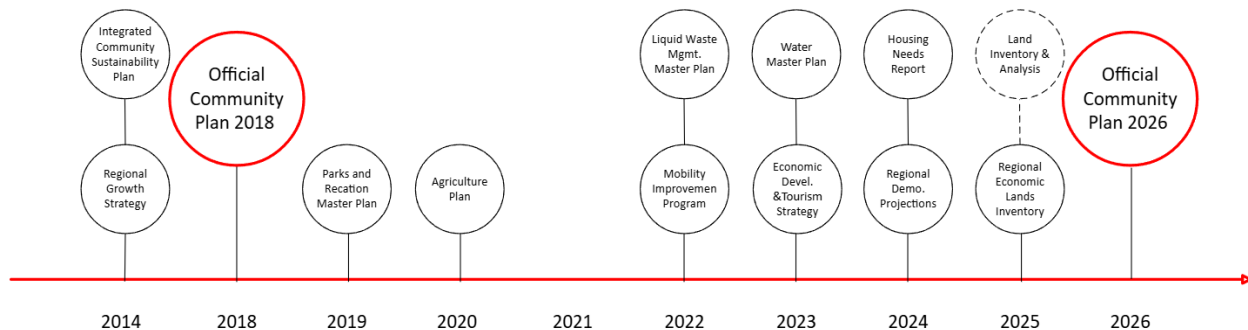 Integrated
Community
Sustainability
Plan
Regional
Growth
Strategy
Official
Community
Plan 2018
Parks and
Recation
Master Plan
Agriculture
Plan
Liquid Waste
Mgmt.
Master Plan
Mobility
Improvemen
Program
Water
Master Plan
Economic
Devel.
&Tourism
Strategy
Housing
Needs
Report
Regional
Demo.
Projections
Land
Inventory &
Analysis
Regional
Economic
Lands
Inventory
Official
Community
Plan 2026
2014
2018
2019
2020
2021
2022
2023
2024
2025
2026